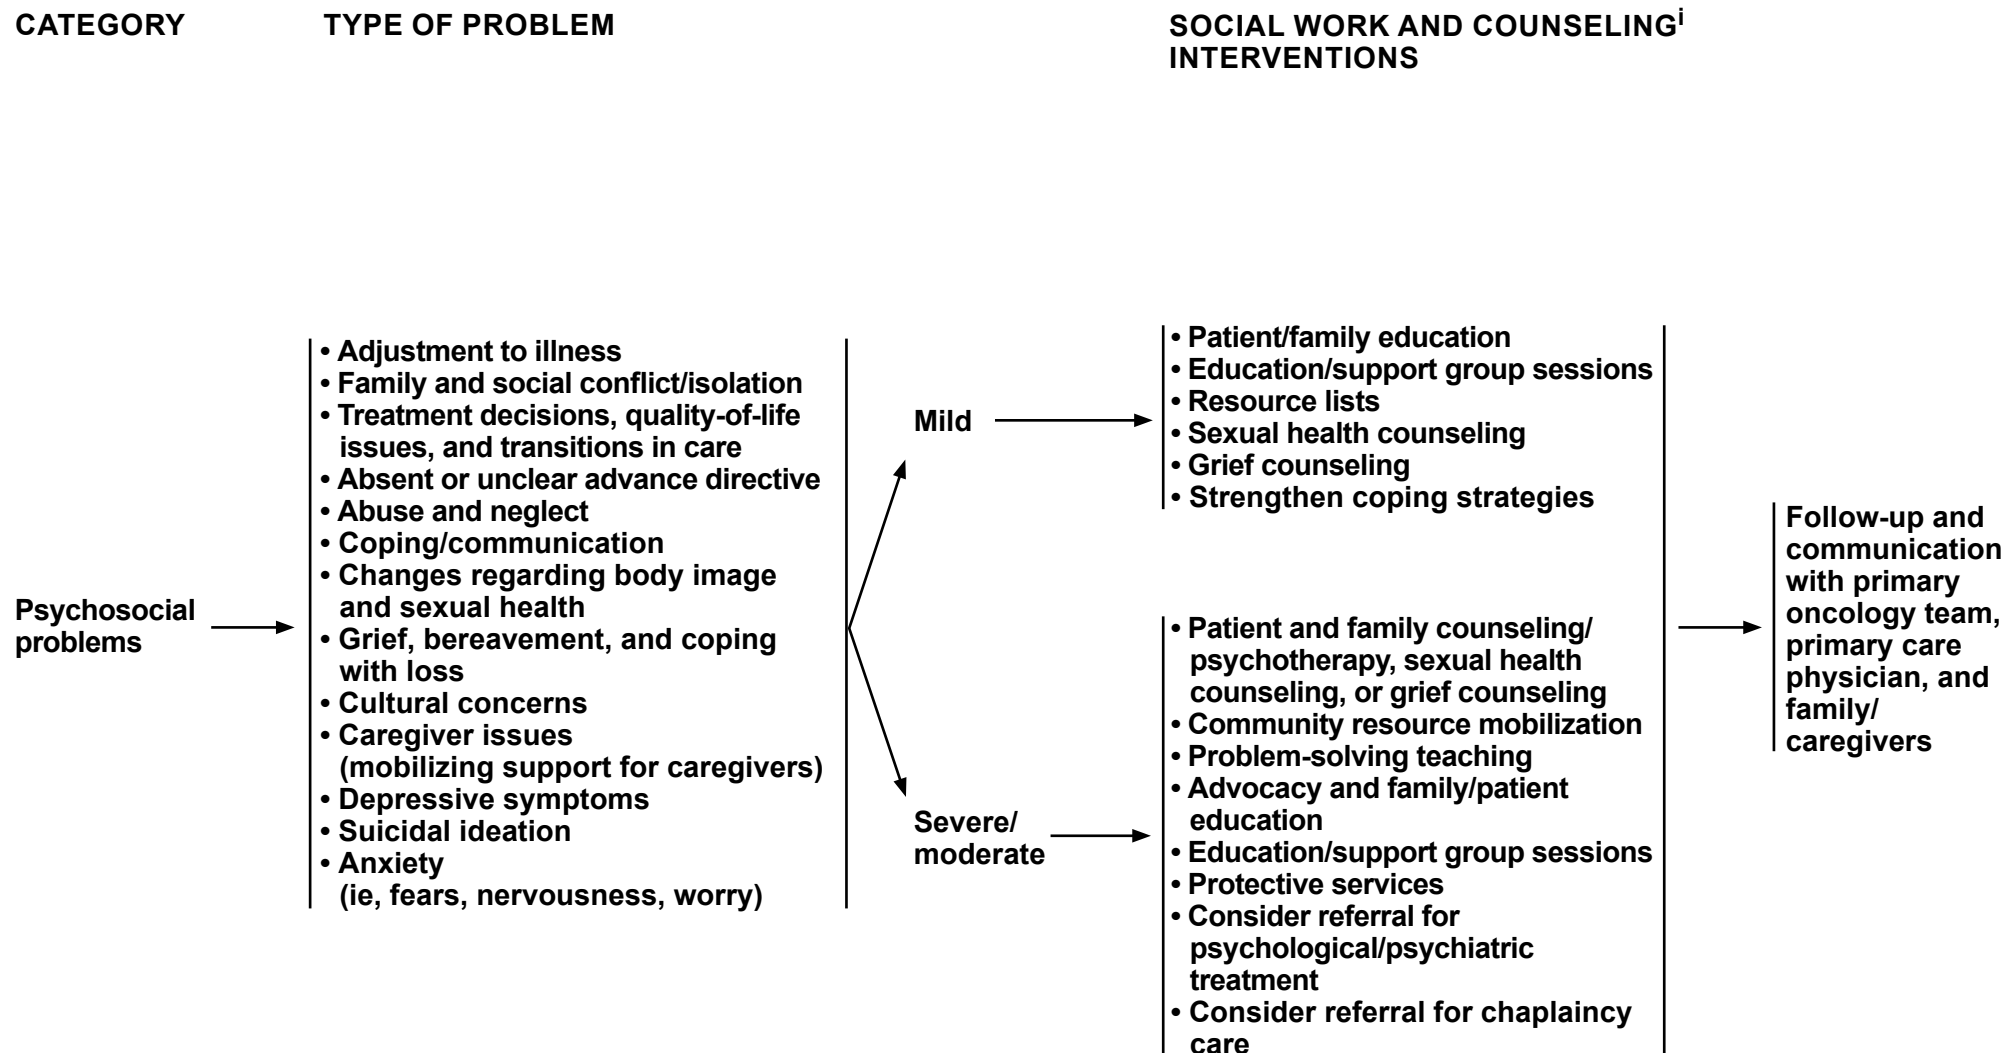 CATEGORY
TYPE OF PROBLEM
SOCIAL WORK AND COUNSELINGⁱ
INTERVENTIONS
Psychosocial
problems
• Adjustment to illness
• Family and social conflict/isolation
• Treatment decisions, quality-of-life
issues, and transitions in care
• Absent or unclear advance directive
• Abuse and neglect
• Coping/communication
• Changes regarding body image
and sexual health
• Grief, bereavement, and coping
with loss
• Cultural concerns
• Caregiver issues
(mobilizing support for caregivers)
• Depressive symptoms
• Suicidal ideation
• Anxiety
(ie, fears, nervousness, worry)
Mild
• Patient/family education
• Education/support group sessions
• Resource lists
• Sexual health counseling
• Grief counseling
• Strengthen coping strategies
Severe/
moderate
• Patient and family counseling/
psychotherapy, sexual health
counseling, or grief counseling
• Community resource mobilization
• Problem-solving teaching
• Advocacy and family/patient
education
• Education/support group sessions
• Protective services
• Consider referral for
psychological/psychiatric
treatment
• Consider referral for chaplaincy
care
Follow-up and
communication
with primary
oncology team,
primary care
physician, and
family/
caregivers